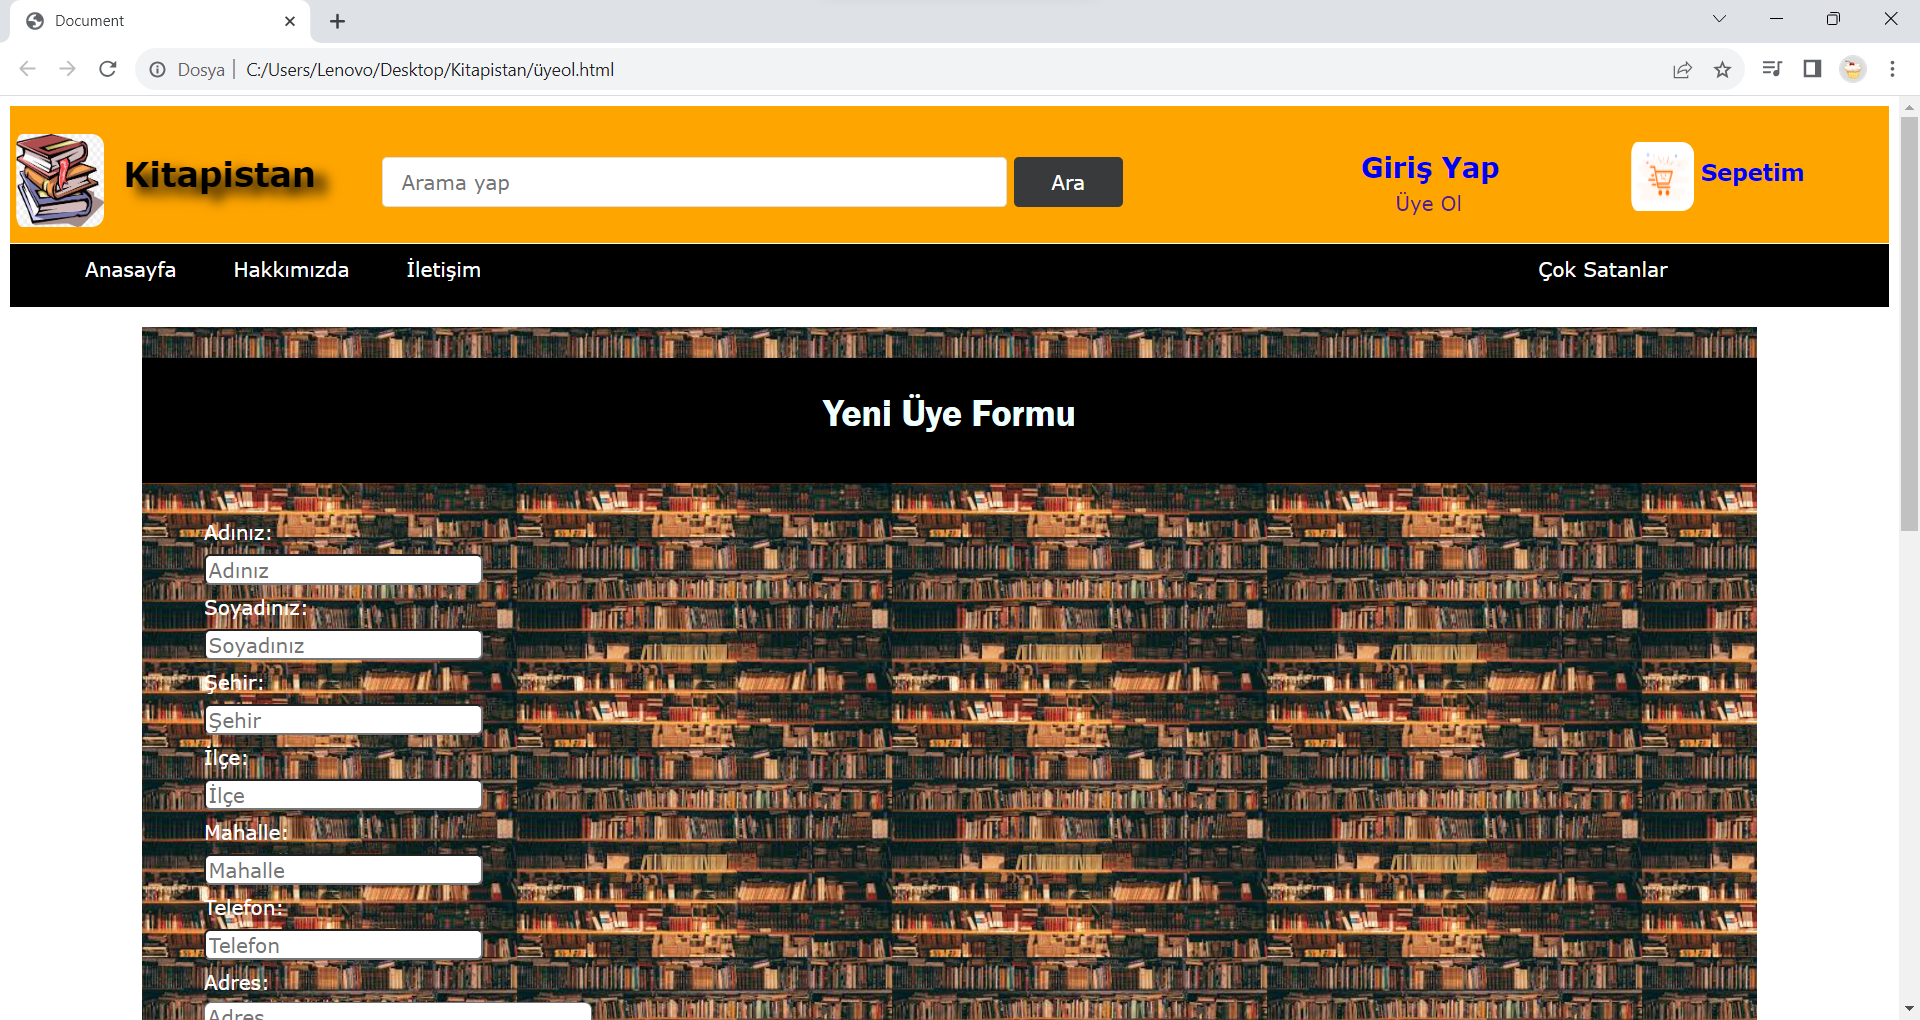 Document
Dosya | C:/Users/Lenovo/Desktop/Kitapistan/üyeol.html
Kitapistan
Arama yap
Ara
Giriş Yap
Üye Ol
Sepetim
Anasayfa
Hakkımızda
İletişim
Çok Satanlar
Yeni Üye Formu
Adınız:
Adınız
Soyadınız:
Soyadınız
Şehir:
Şehir
İlçe:
İlçe
Mahalle:
Mahalle
Telefon:
Telefon
Adres:
Adres